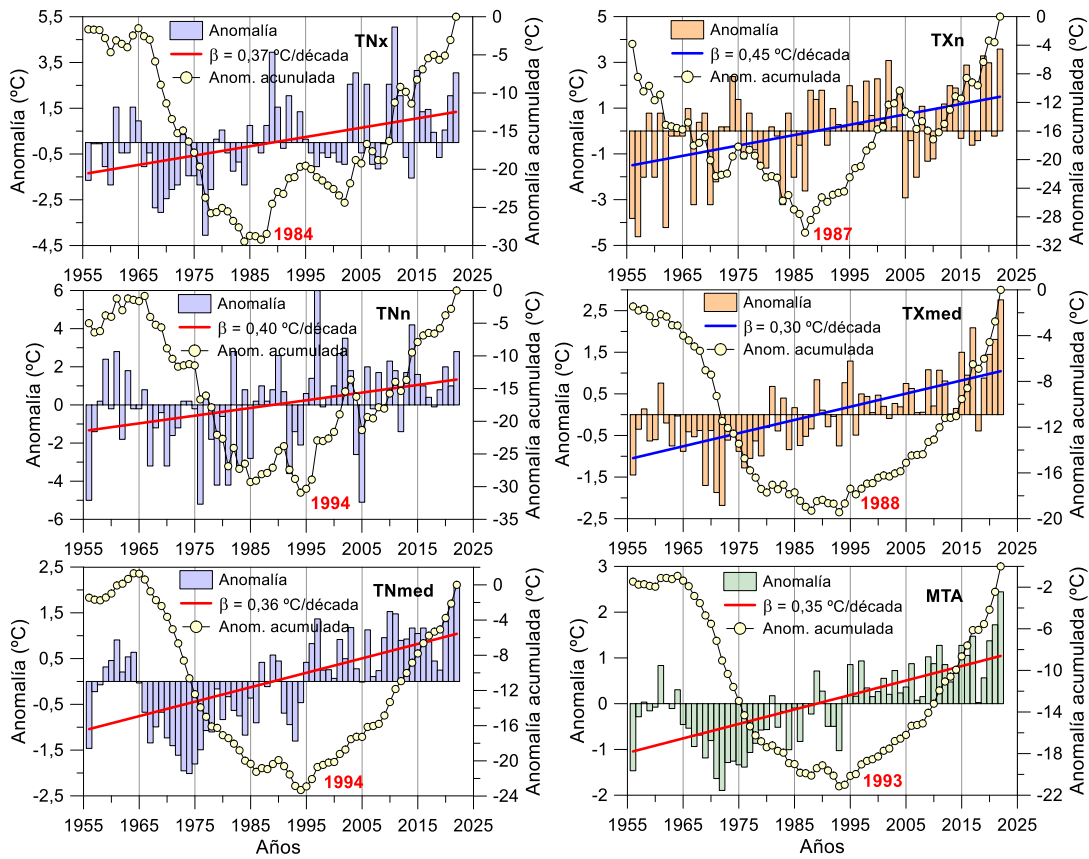 Anomalía (ºC)
5,5
3,5
1,5
-0,5
-2,5
-4,5
Anomalía
β = 0,37 ºC/década
Anom. acumulada
TNx
1984
0
-5
-10
-15
-20
-25
-30
Anomalía acumulada (ºC)
1955 1965 1975 1985 1995 2005 2015 2025
Anomalía (ºC)
5
3
1
-1
-3
-5
Anomalía
β = 0,45 ºC/década
Anom. acumulada
TXn
1987
0
-4
-8
-12
-16
-20
-24
-28
-32
Anomalía acumulada (ºC)
1955 1965 1975 1985 1995 2005 2015 2025
Anomalía (ºC)
6
4
2
0
-2
-4
-6
Anomalía
β = 0,40 ºC/década
Anom. acumulada
TNn
1994
0
-5
-10
-15
-20
-25
-30
-35
Anomalía acumulada (ºC)
1955 1965 1975 1985 1995 2005 2015 2025
Anomalía (ºC)
2,5
1,5
0,5
-0,5
-1,5
-2,5
Anomalía
β = 0,30 ºC/década
Anom. acumulada
TXmed
1988
0
-4
-8
-12
-16
-20
Anomalía acumulada (ºC)
1955 1965 1975 1985 1995 2005 2015 2025
Anomalía (ºC)
2,5
1,5
0,5
-0,5
-1,5
-2,5
Anomalía
β = 0,36 ºC/década
Anom. acumulada
TNmed
1994
0
-4
-8
-12
-16
-20
-24
Anomalía acumulada (ºC)
1955 1965 1975 1985 1995 2005 2015 2025
Años
Anomalía (ºC)
3
2
1
0
-1
-2
Anomalía
β = 0,35 ºC/década
Anom. acumulada
MTA
1993
-2
-6
-10
-14
-18
-22
Anomalía acumulada (ºC)
1955 1965 1975 1985 1995 2005 2015 2025
Años